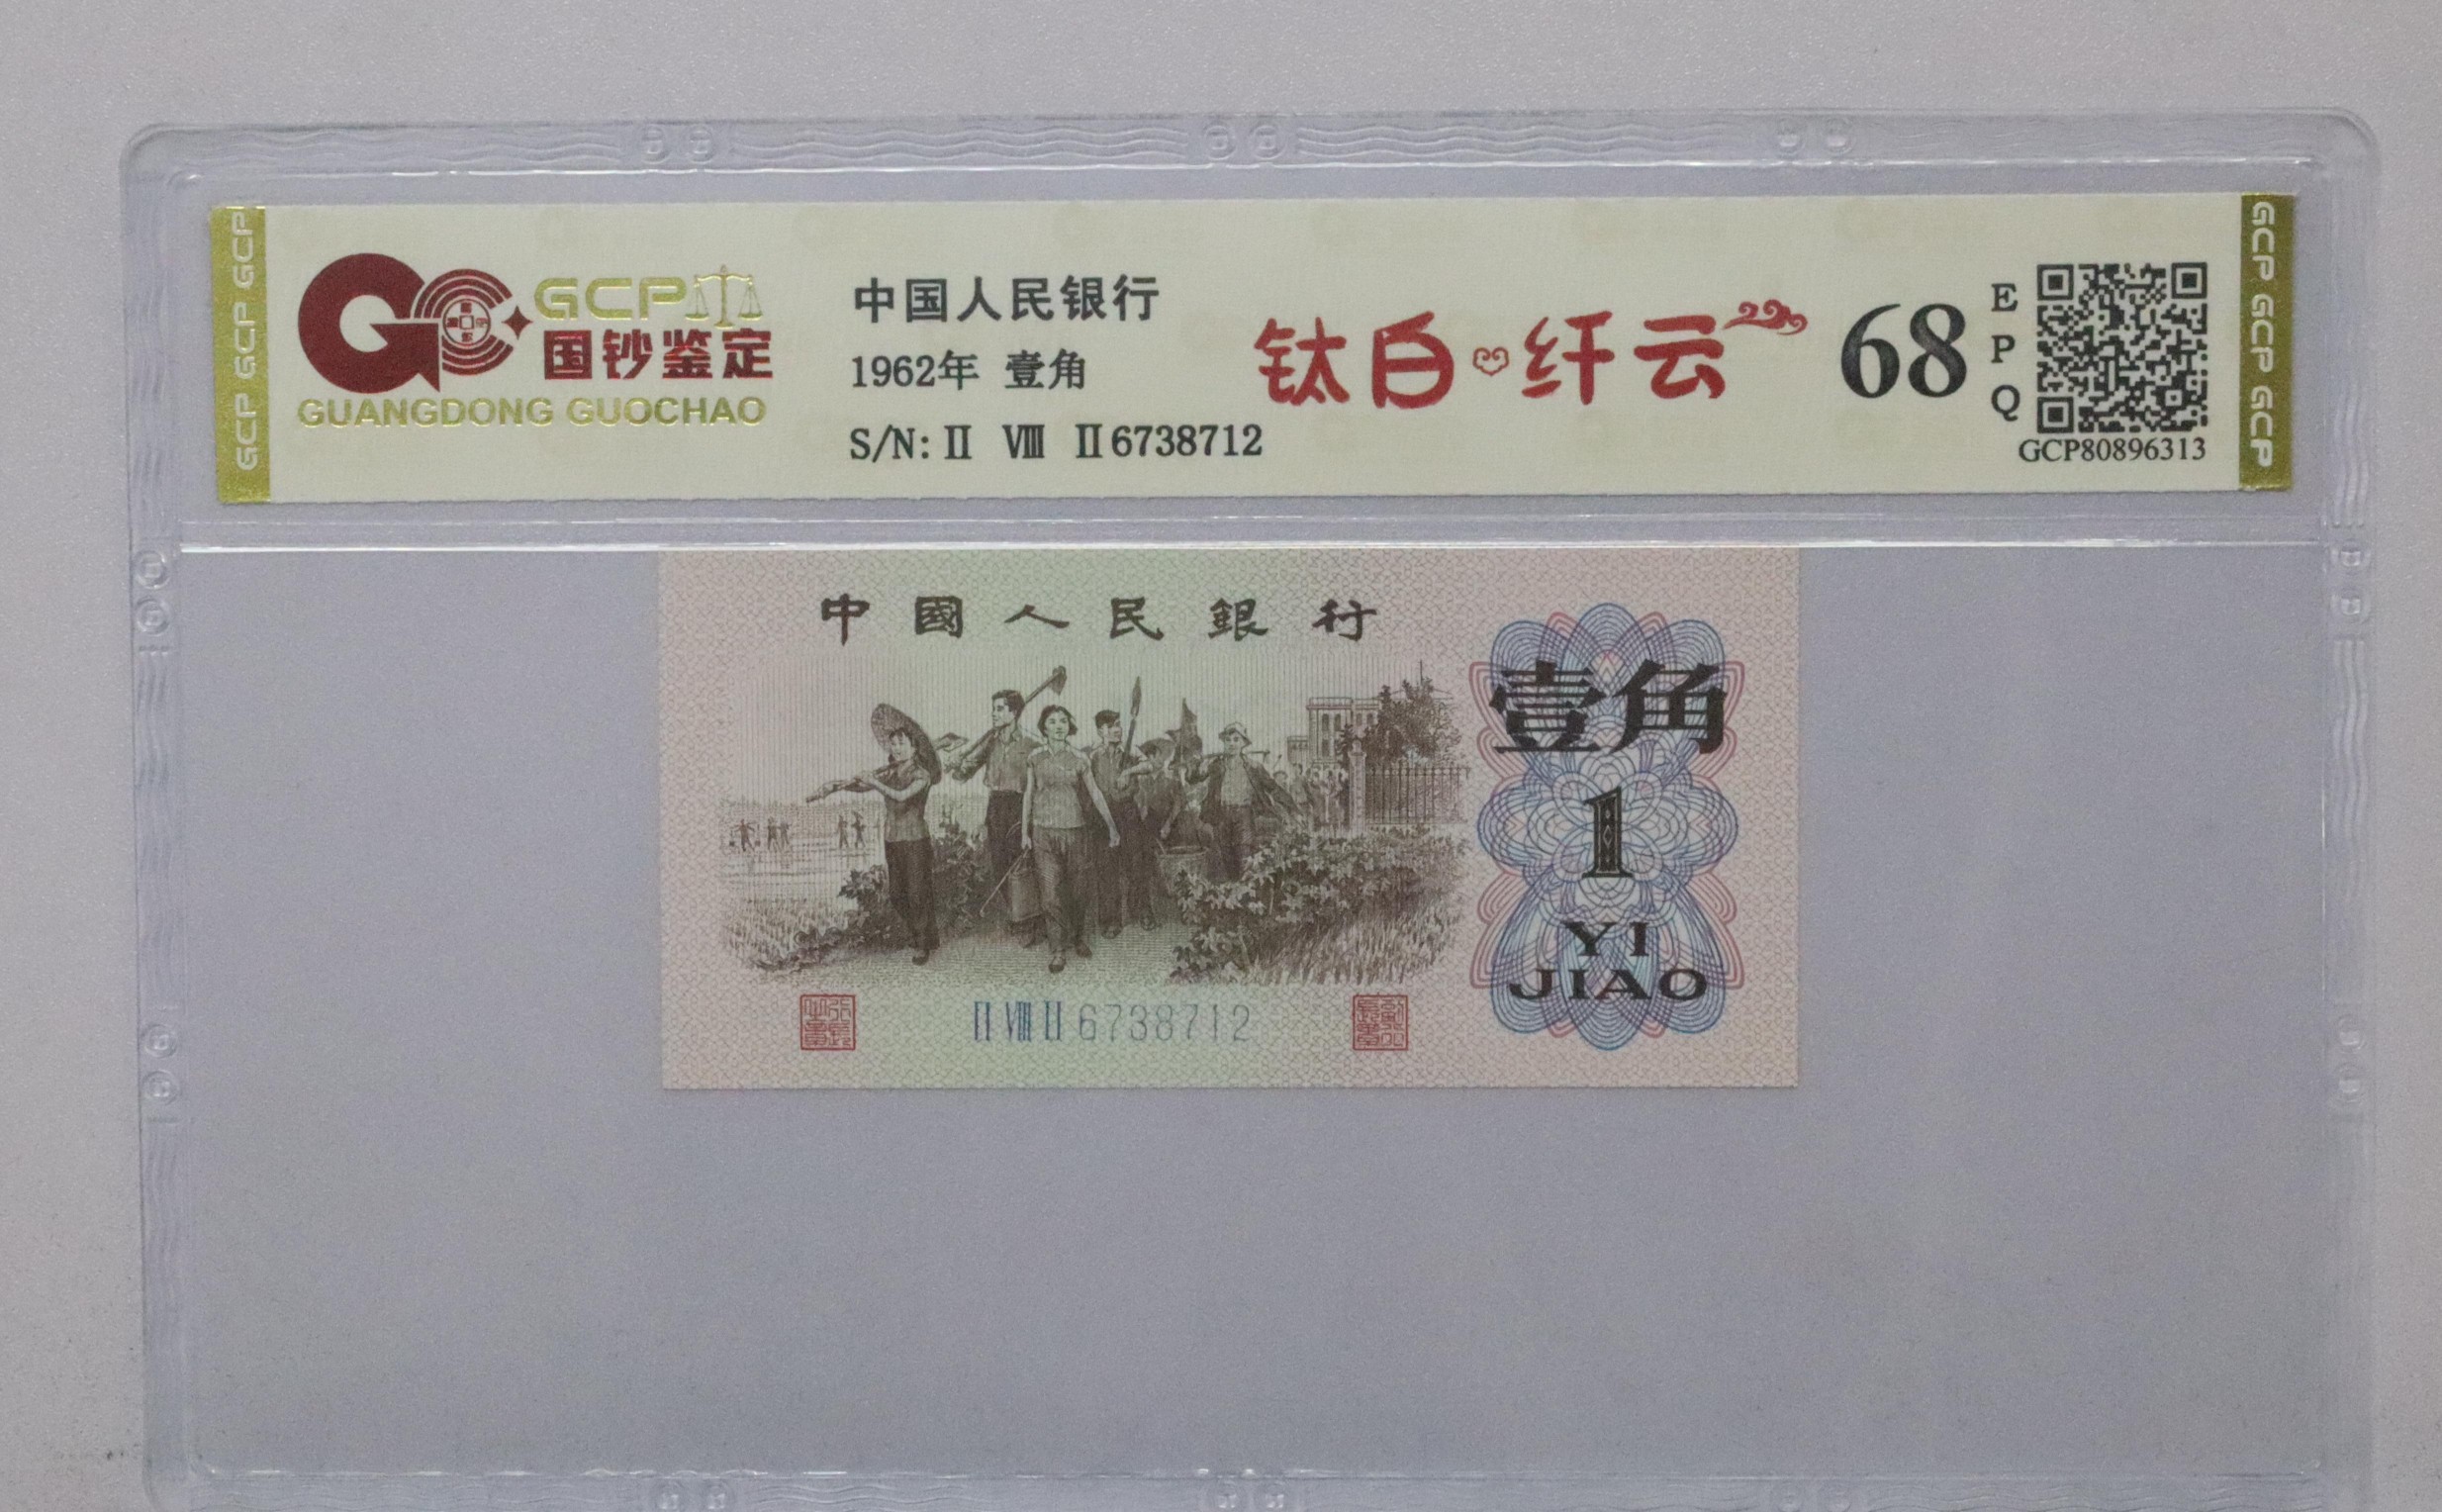 GCP GCP GCP
GCP
国钞鉴定
GUANGDONG GUOCHAO
中国人民银行
1962年 壹角
S/N: Ⅱ Ⅷ Ⅱ6738712
钛白纤云
68
EPQ
GCP80896313
GCP GCP GCP
中國人民銀行
壹角
1
YI
JIAO
Ⅱ Ⅷ Ⅱ 6738712